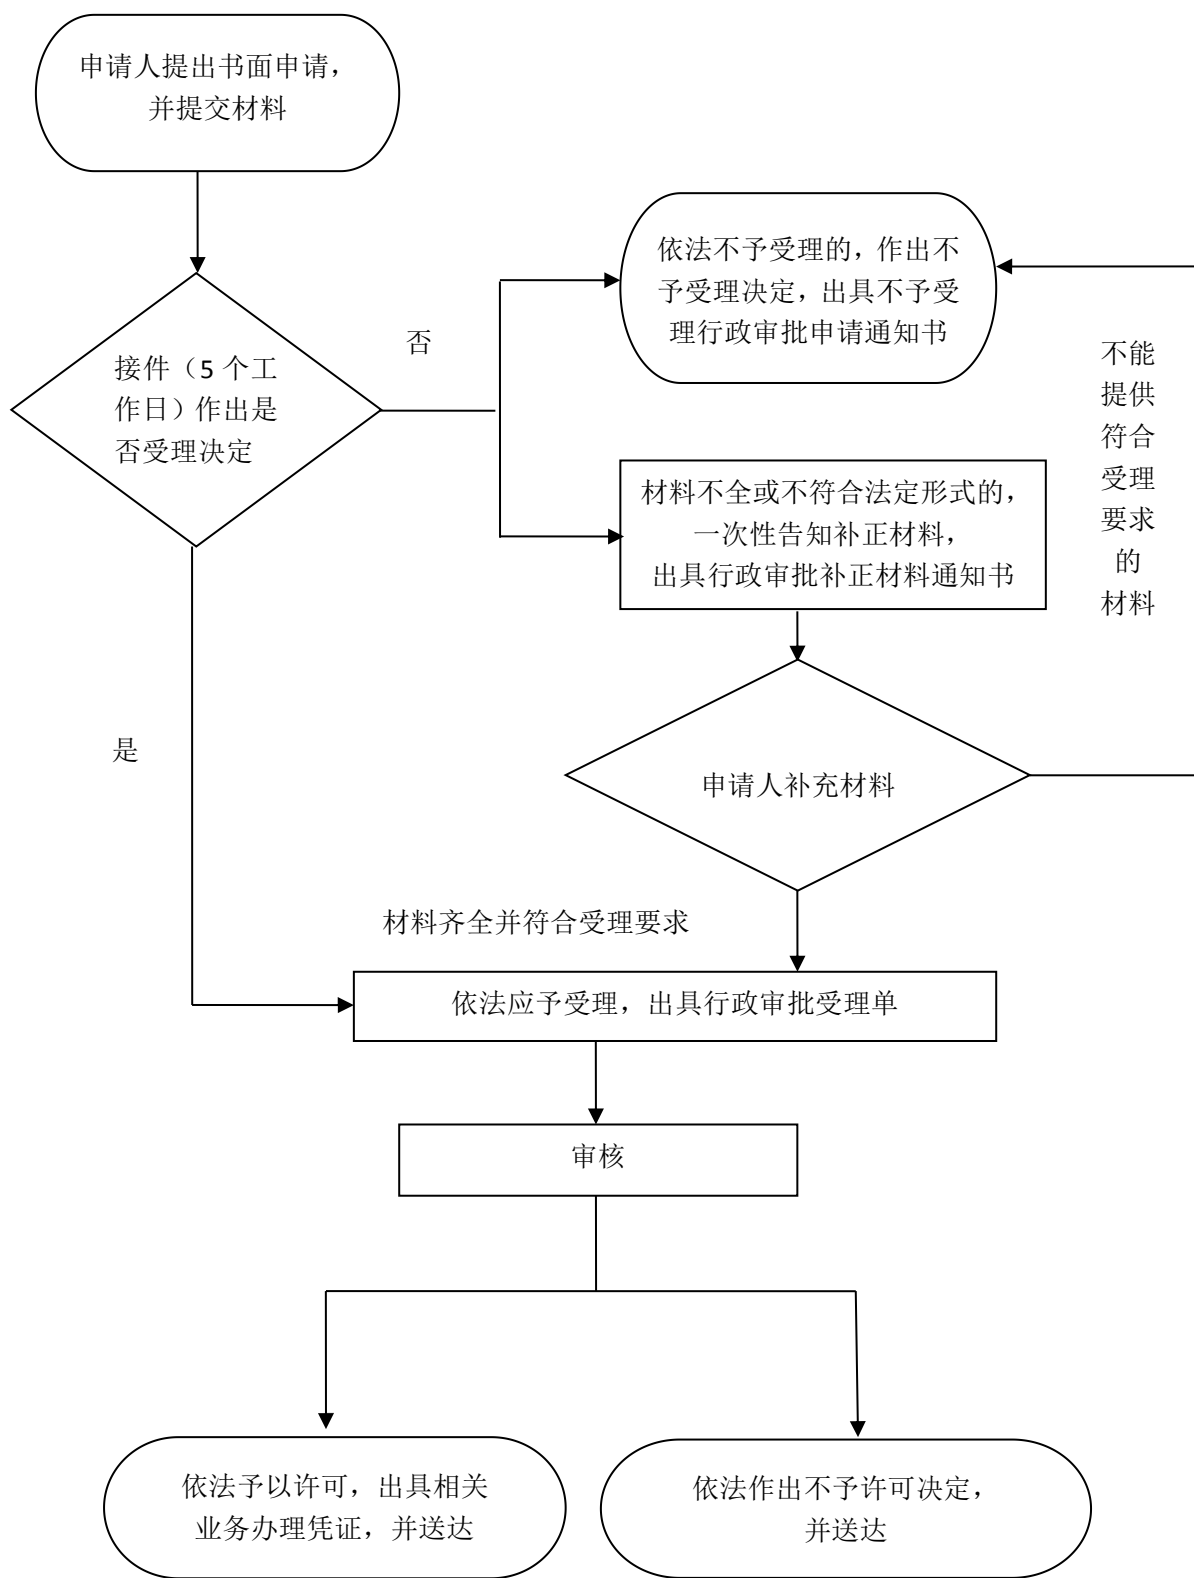 申请人提出书面申请，
并提交材料
依法不予受理的，作出不
予受理决定，出具不予受
理行政审批申请通知书
否
接件（5 个工
作日）作出是
否受理决定
不能
提供
符合
受理
要求
的
材料
材料不全或不符合法定形式的，
一次性告知补正材料，
出具行政审批补正材料通知书
是
申请人补充材料
材料齐全并符合受理要求
依法应予受理，出具行政审批受理单
审核
依法予以许可，出具相关
业务办理凭证，并送达
依法作出不予许可决定，
并送达